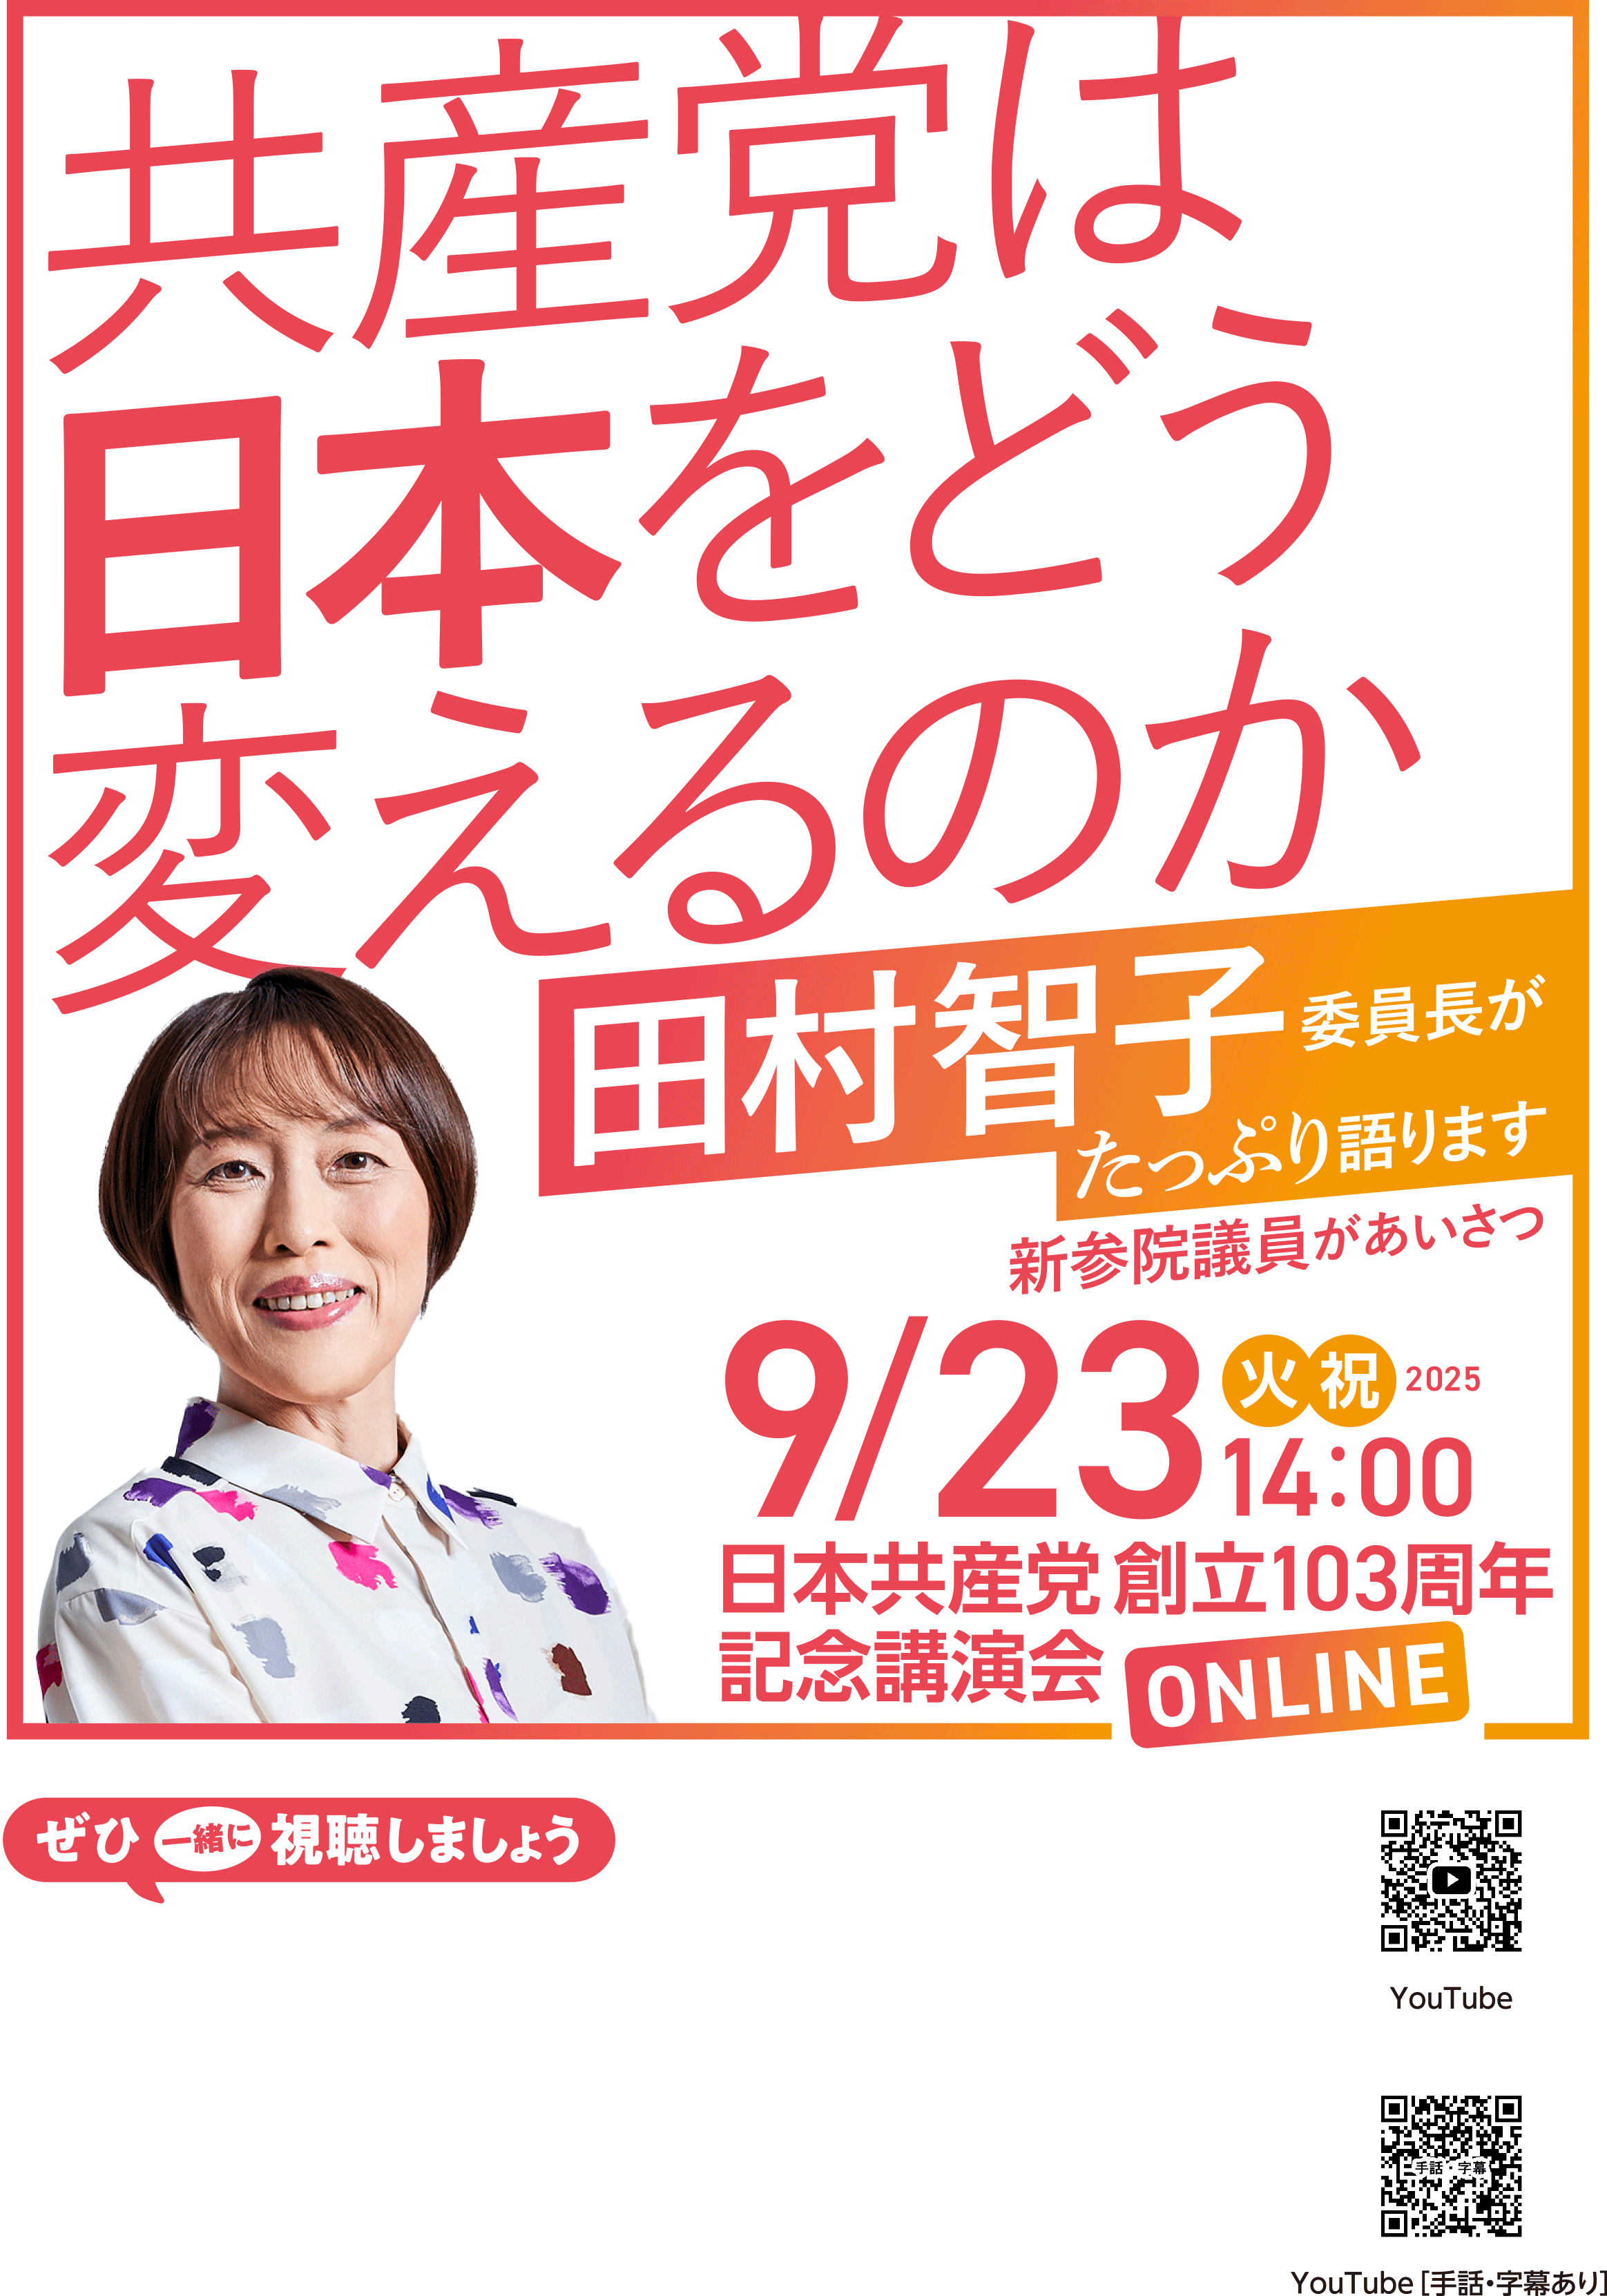 共産党は
日本をどう
変えるのか
田村智子委員長が
たっぷり語ります
新参院議員があいさつ
9/23 火 祝 2025
14:00
日本共産党 創立103周年
記念講演会 ONLINE
ぜひ 一緒に 視聴しましょう
YouTube
手話・字幕
YouTube［手話・字幕あり］